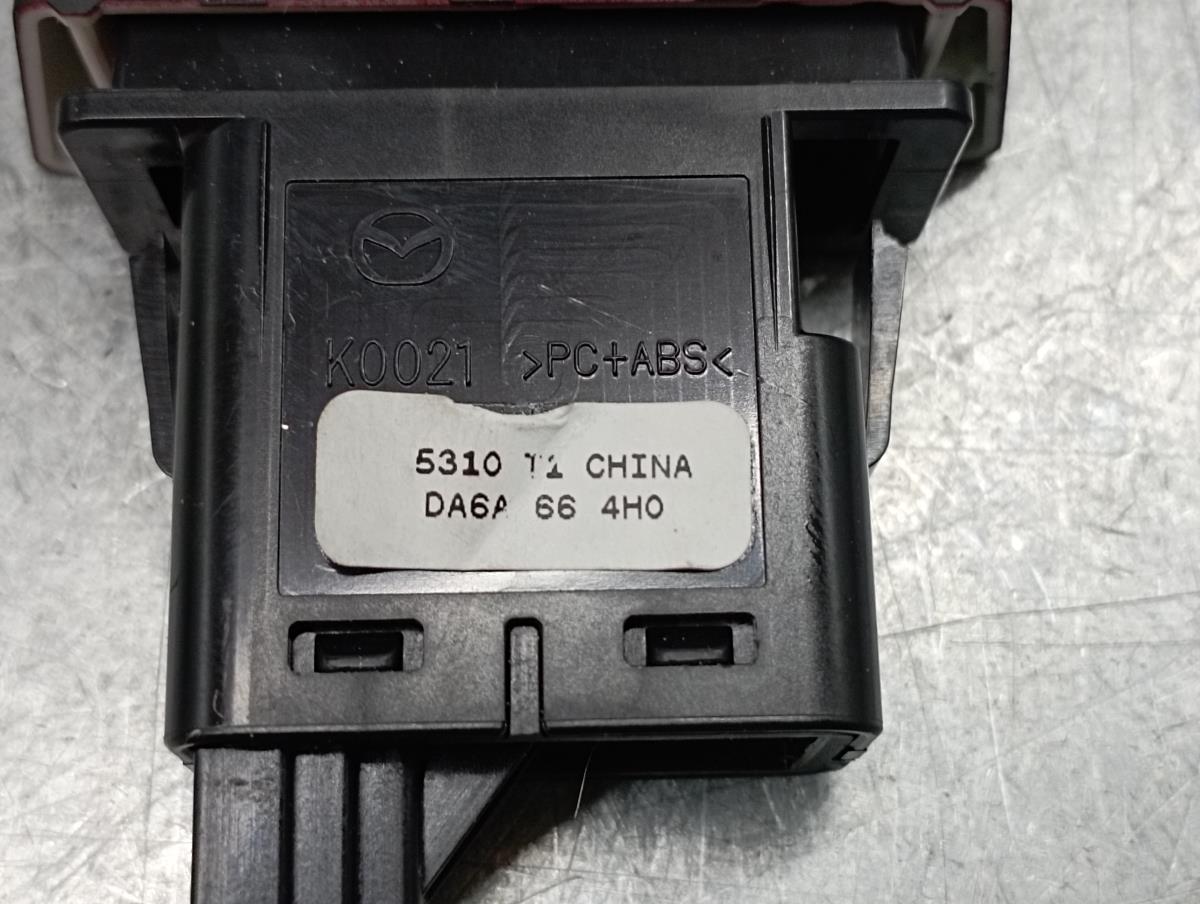 K0021 >PC+ABS<
5310 T1 CHINA
DA6A 66 4H0